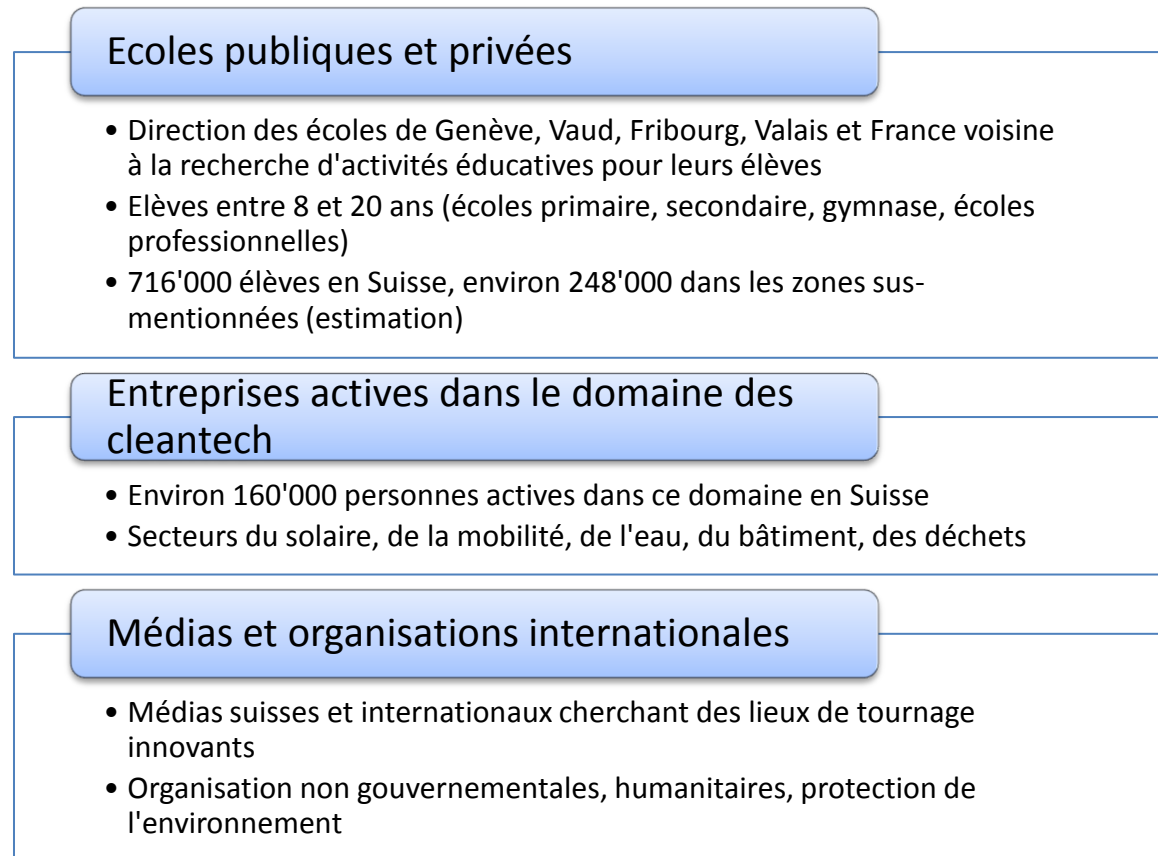 Ecoles publiques et privées
• Direction des écoles de Genève, Vaud, Fribourg, Valais et France voisine
à la recherche d'activités éducatives pour leurs élèves
• Elèves entre 8 et 20 ans (écoles primaire, secondaire, gymnase, écoles
professionnelles)
• 716'000 élèves en Suisse, environ 248'000 dans les zones sus-
mentionnées (estimation)
Entreprises actives dans le domaine des
cleantech
• Environ 160'000 personnes actives dans ce domaine en Suisse
• Secteurs du solaire, de la mobilité, de l'eau, du bâtiment, des déchets
Médias et organisations internationales
• Médias suisses et internationaux cherchant des lieux de tournage
innovants
• Organisation non gouvernementales, humanitaires, protection de
l'environnement